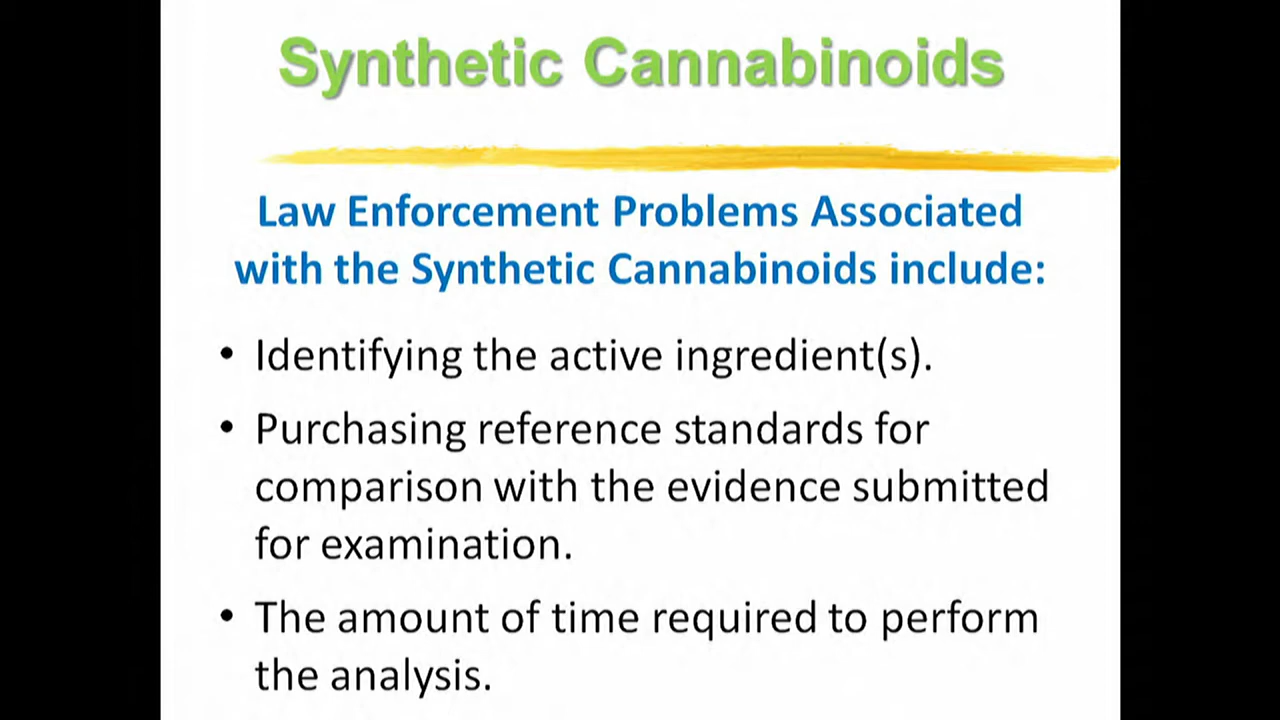 Synthetic Cannabinoids
Law Enforcement Problems Associated
with the Synthetic Cannabinoids include:
• Identifying the active ingredient(s).
• Purchasing reference standards for
comparison with the evidence submitted
for examination.
• The amount of time required to perform
the analysis.